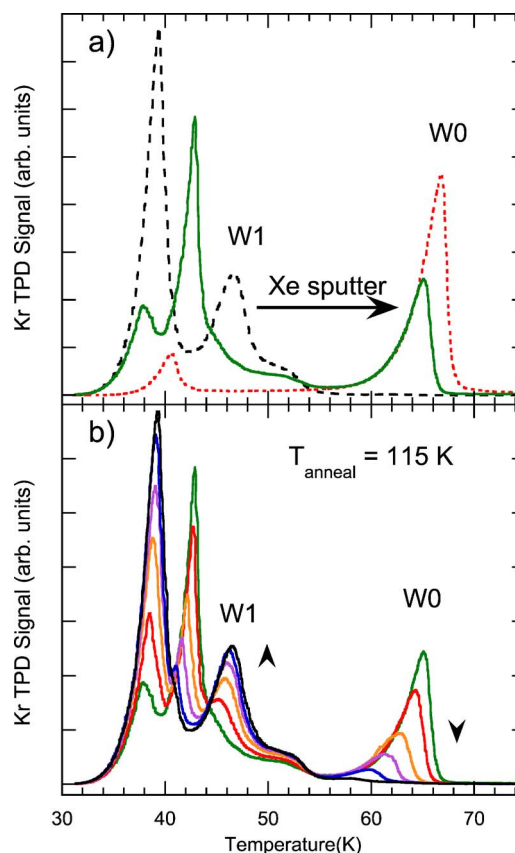 a)
W0
W1
Xe sputter
Kr TPD Signal (arb. units)
b)
T anneal = 115 K
W1
W0
Kr TPD Signal (arb. units)
30 40 50 60 70
Temperature(K)